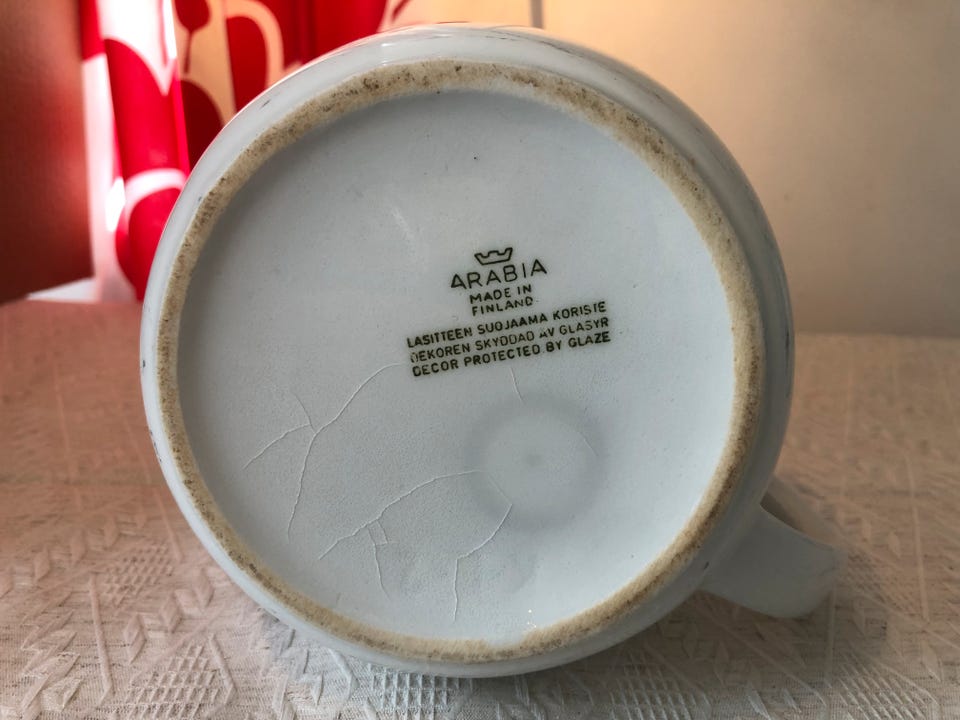 ARABIA
MADE IN
FINLAND
LASITTEEN SUOJAAMA KORISTE
DEKOREN SKYDDAD AV GLASYR
DECOR PROTECTED BY GLAZE